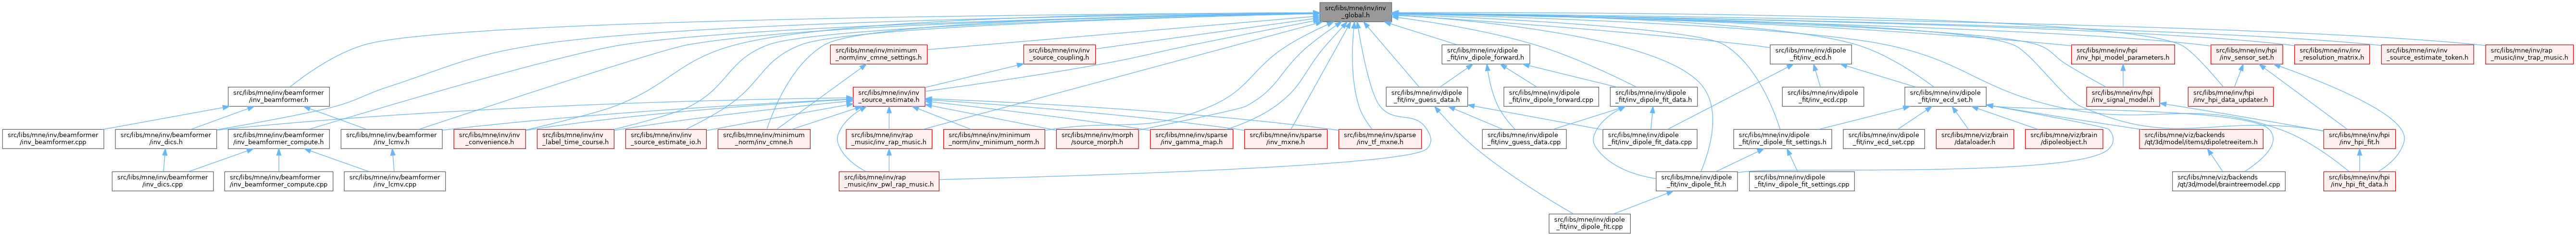 src/libs/mne/inv/inv
_global.h
src/libs/mne/inv/minimum
_norm/inv_cmne_settings.h
src/libs/mne/inv/inv
_source_coupling.h
src/libs/mne/inv/dipole
_fit/inv_dipole_forward.h
src/libs/mne/inv/dipole
_fit/inv_ecd.h
src/libs/mne/inv/hpi
/inv_hpi_model_parameters.h
src/libs/mne/inv/hpi
/inv_sensor_set.h
src/libs/mne/inv/inv
_resolution_matrix.h
src/libs/mne/inv/inv
_source_estimate_token.h
src/libs/mne/inv/rap
_music/inv_trap_music.h
src/libs/mne/inv/beamformer
/inv_beamformer.h
src/libs/mne/inv/inv
_source_estimate.h
src/libs/mne/inv/dipole
_fit/inv_guess_data.h
src/libs/mne/inv/dipole
_fit/inv_dipole_forward.cpp
src/libs/mne/inv/dipole
_fit/inv_dipole_fit_data.h
src/libs/mne/inv/dipole
_fit/inv_ecd.cpp
src/libs/mne/inv/dipole
_fit/inv_ecd_set.h
src/libs/mne/inv/hpi
/inv_signal_model.h
src/libs/mne/inv/hpi
/inv_hpi_data_updater.h
src/libs/mne/inv/beamformer
/inv_beamformer.cpp
src/libs/mne/inv/beamformer
/inv_dics.h
src/libs/mne/inv/beamformer
/inv_beamformer_compute.h
src/libs/mne/inv/beamformer
/inv_lcmv.h
src/libs/mne/inv/inv
_convenience.h
src/libs/mne/inv/inv
_label_time_course.h
src/libs/mne/inv/inv
_source_estimate_io.h
src/libs/mne/inv/minimum
_norm/inv_cmne.h
src/libs/mne/inv/rap
_music/inv_rap_music.h
src/libs/mne/inv/minimum
_norm/inv_minimum_norm.h
src/libs/mne/inv/morph
/source_morph.h
src/libs/mne/inv/sparse
/inv_gamma_map.h
src/libs/mne/inv/sparse
/inv_mxne.h
src/libs/mne/inv/sparse
/inv_tf_mxne.h
src/libs/mne/inv/dipole
_fit/inv_guess_data.cpp
src/libs/mne/inv/dipole
_fit/inv_dipole_fit_data.cpp
src/libs/mne/inv/dipole
_fit/inv_dipole_fit_settings.h
src/libs/mne/inv/dipole
_fit/inv_ecd_set.cpp
src/libs/mne/viz/brain
/dataloader.h
src/libs/mne/viz/brain
/dipoleobject.h
src/libs/mne/viz/backends
/qt/3d/model/items/dipoletreeitem.h
src/libs/mne/inv/hpi
/inv_hpi_fit.h
src/libs/mne/inv/beamformer
/inv_dics.cpp
src/libs/mne/inv/beamformer
/inv_beamformer_compute.cpp
src/libs/mne/inv/beamformer
/inv_lcmv.cpp
src/libs/mne/inv/rap
_music/inv_pwl_rap_music.h
src/libs/mne/inv/dipole
_fit/inv_dipole_fit.h
src/libs/mne/inv/dipole
_fit/inv_dipole_fit_settings.cpp
src/libs/mne/viz/backends
/qt/3d/model/braintreemodel.cpp
src/libs/mne/inv/hpi
/inv_hpi_fit_data.h
src/libs/mne/inv/dipole
_fit/inv_dipole_fit.cpp